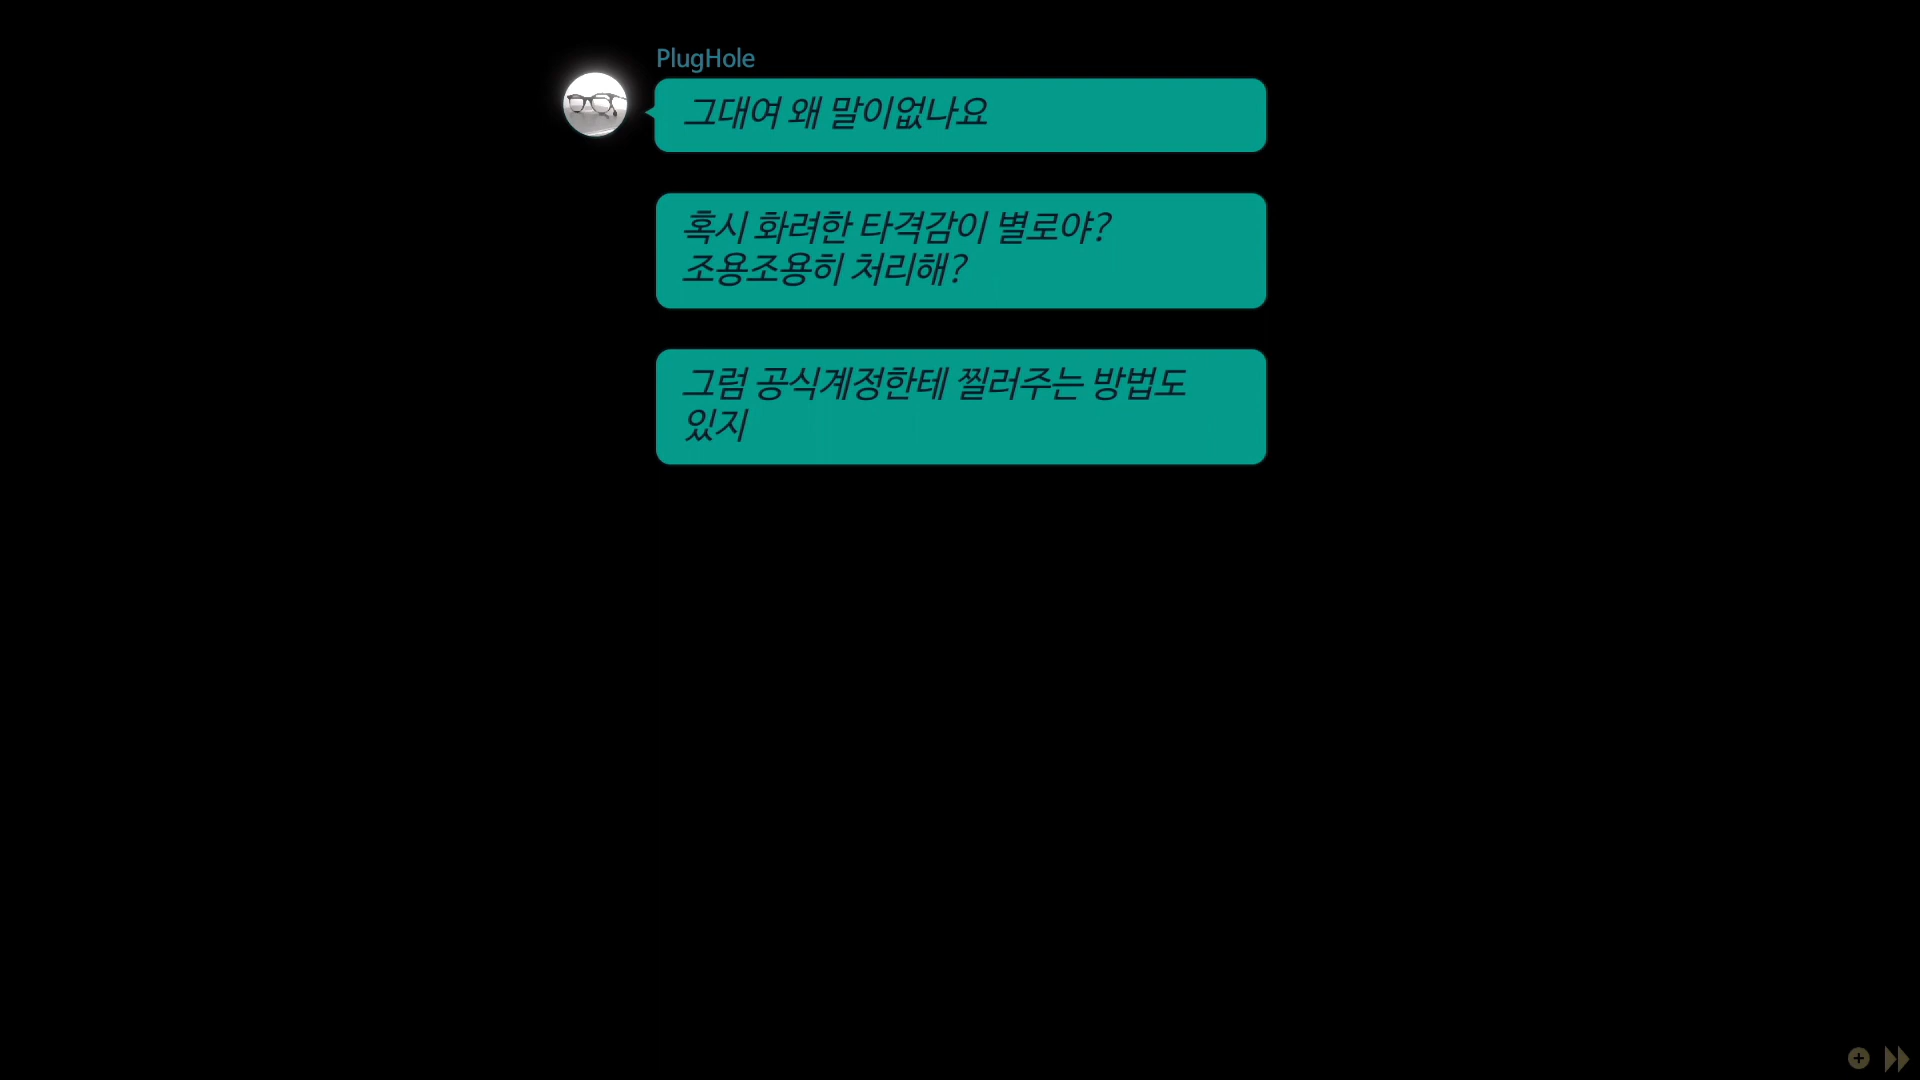 PlugHole
그대여 왜 말이없나요
혹시 화려한 타격감이 별로야?
조용조용히 처리해?
그럼 공식계정한테 찔러주는 방법도
있지